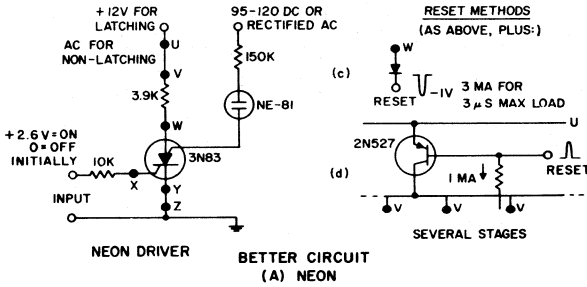 +12V FOR
LATCHING
U
AC FOR
NON-LATCHING
V
3.9K
W
+2.6V=ON
0=OFF
INITIALLY
10K
X
3N83
Y
INPUT
Z
95-120 DC OR
RECTIFIED AC
150K
NE-81
NEON DRIVER
BETTER CIRCUIT
(A) NEON
RESET METHODS
(AS ABOVE, PLUS:)
W
(c)
RESET
-1V
3 MA FOR
3 μS MAX LOAD
U
2N527
(d)
1 MA
RESET
V
V
V
SEVERAL STAGES